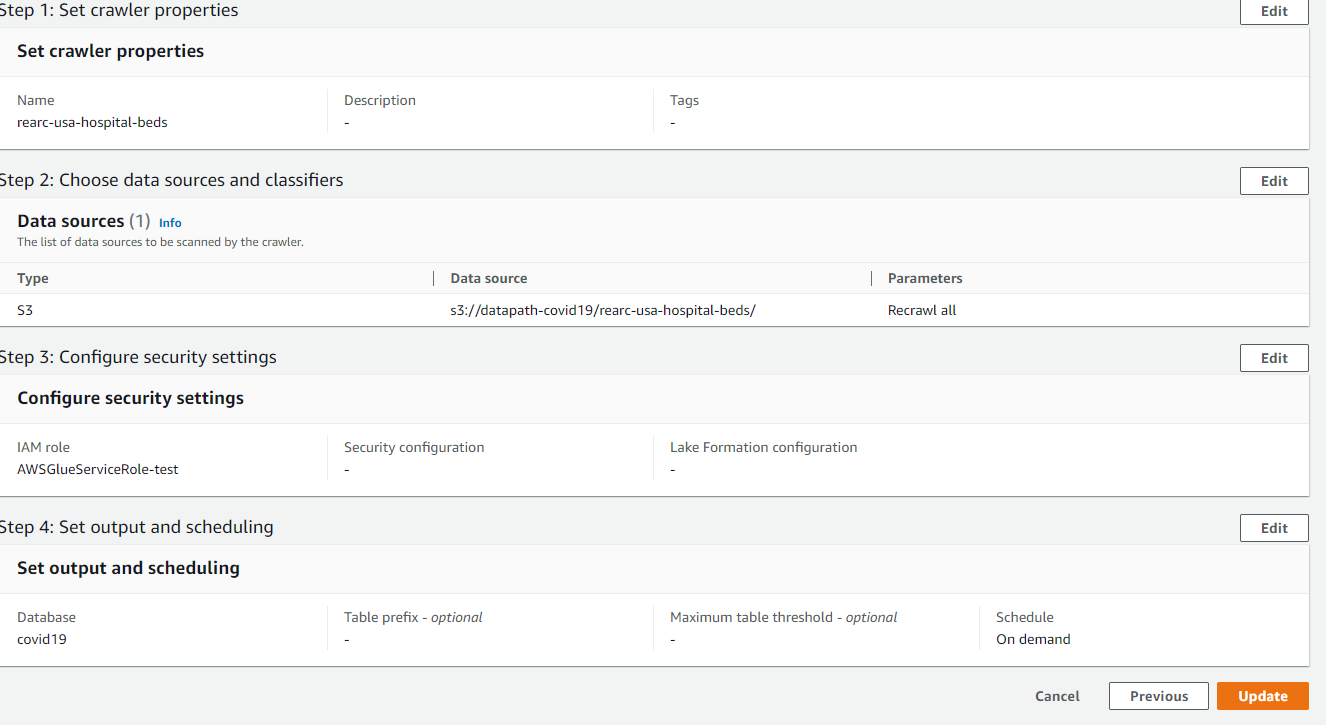 Step 1: Set crawler properties
Edit
Set crawler properties
Name
Description
Tags
rearc-usa-hospital-beds
-
-
Step 2: Choose data sources and classifiers
Edit
Data sources (1) Info
The list of data sources to be scanned by the crawler.
Type
Data source
Parameters
S3
s3://datapath-covid19/rearc-usa-hospital-beds/
Recrawl all
Step 3: Configure security settings
Edit
Configure security settings
IAM role
Security configuration
Lake Formation configuration
AWSGlueServiceRole-test
-
-
Step 4: Set output and scheduling
Edit
Set output and scheduling
Database
Table prefix - optional
Maximum table threshold - optional
Schedule
covid19
-
-
On demand
Cancel
Previous
Update